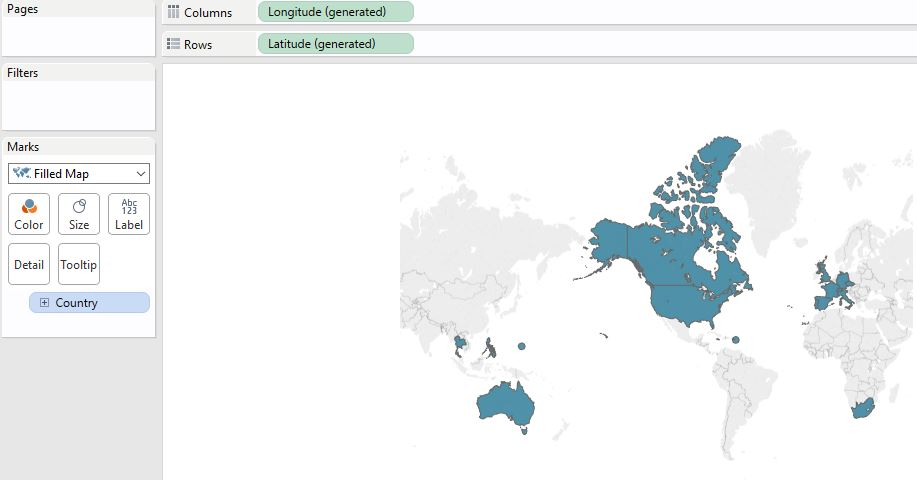 Pages
Columns
Longitude (generated)
Rows
Latitude (generated)
Filters
Marks
Filled Map
Color
Size
Abc
123
Label
Detail
Tooltip
Country